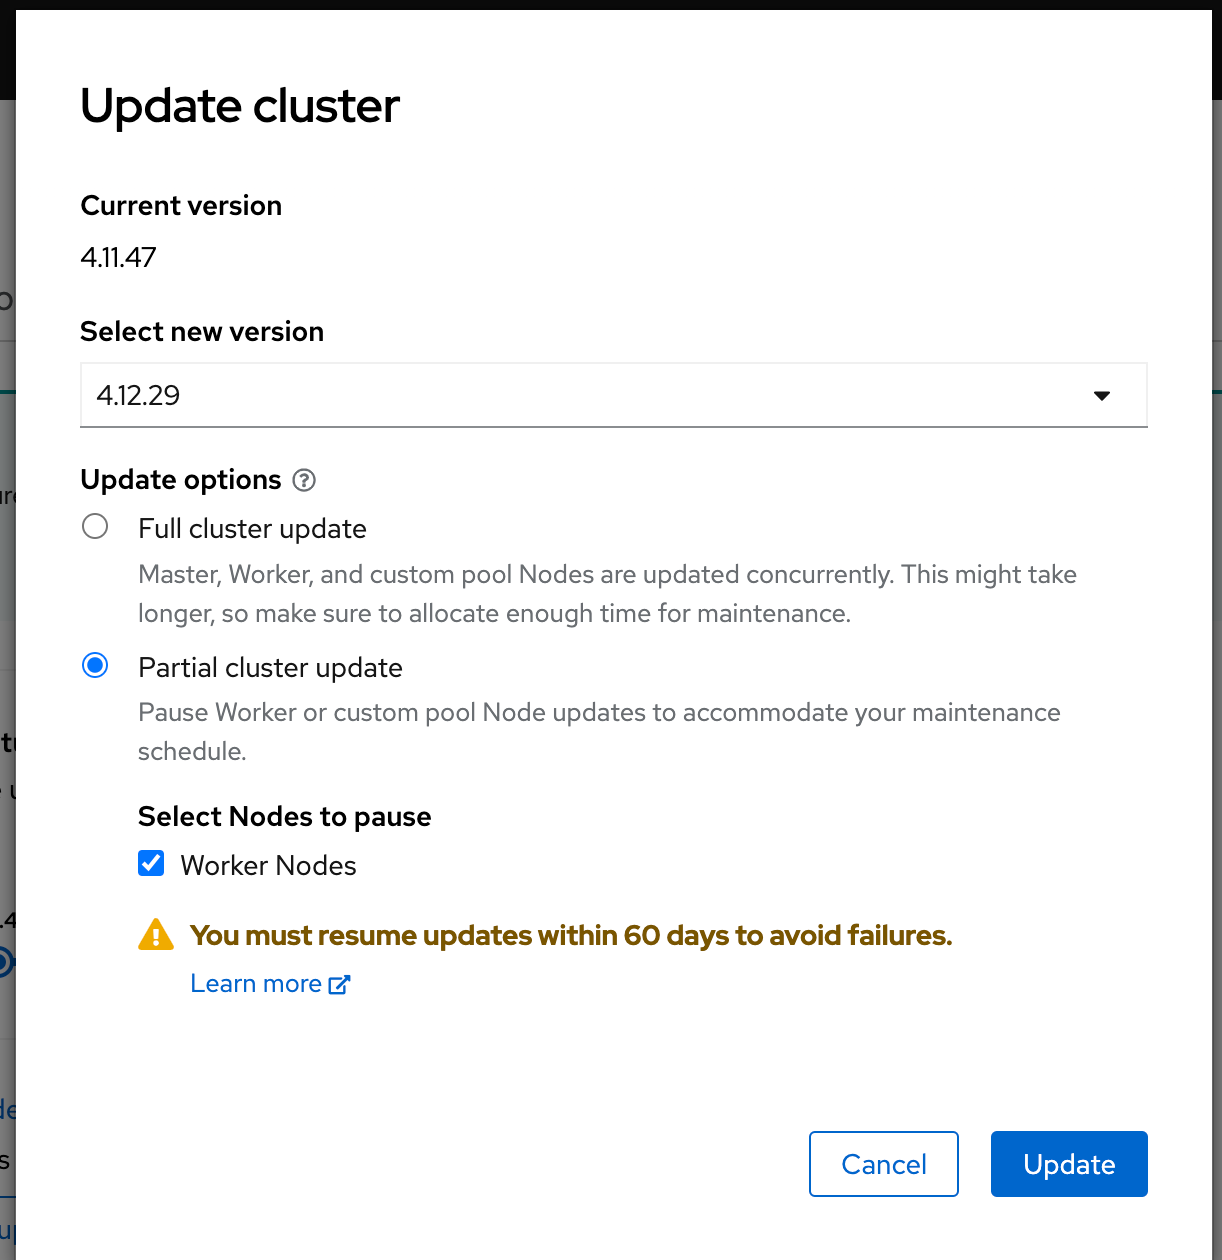 Update cluster
Current version
4.11.47
Select new version
4.12.29
Update options
Full cluster update
Master, Worker, and custom pool Nodes are updated concurrently. This might take
longer, so make sure to allocate enough time for maintenance.
Partial cluster update
Pause Worker or custom pool Node updates to accommodate your maintenance
schedule.
Select Nodes to pause
Worker Nodes
You must resume updates within 60 days to avoid failures.
Learn more
Cancel
Update